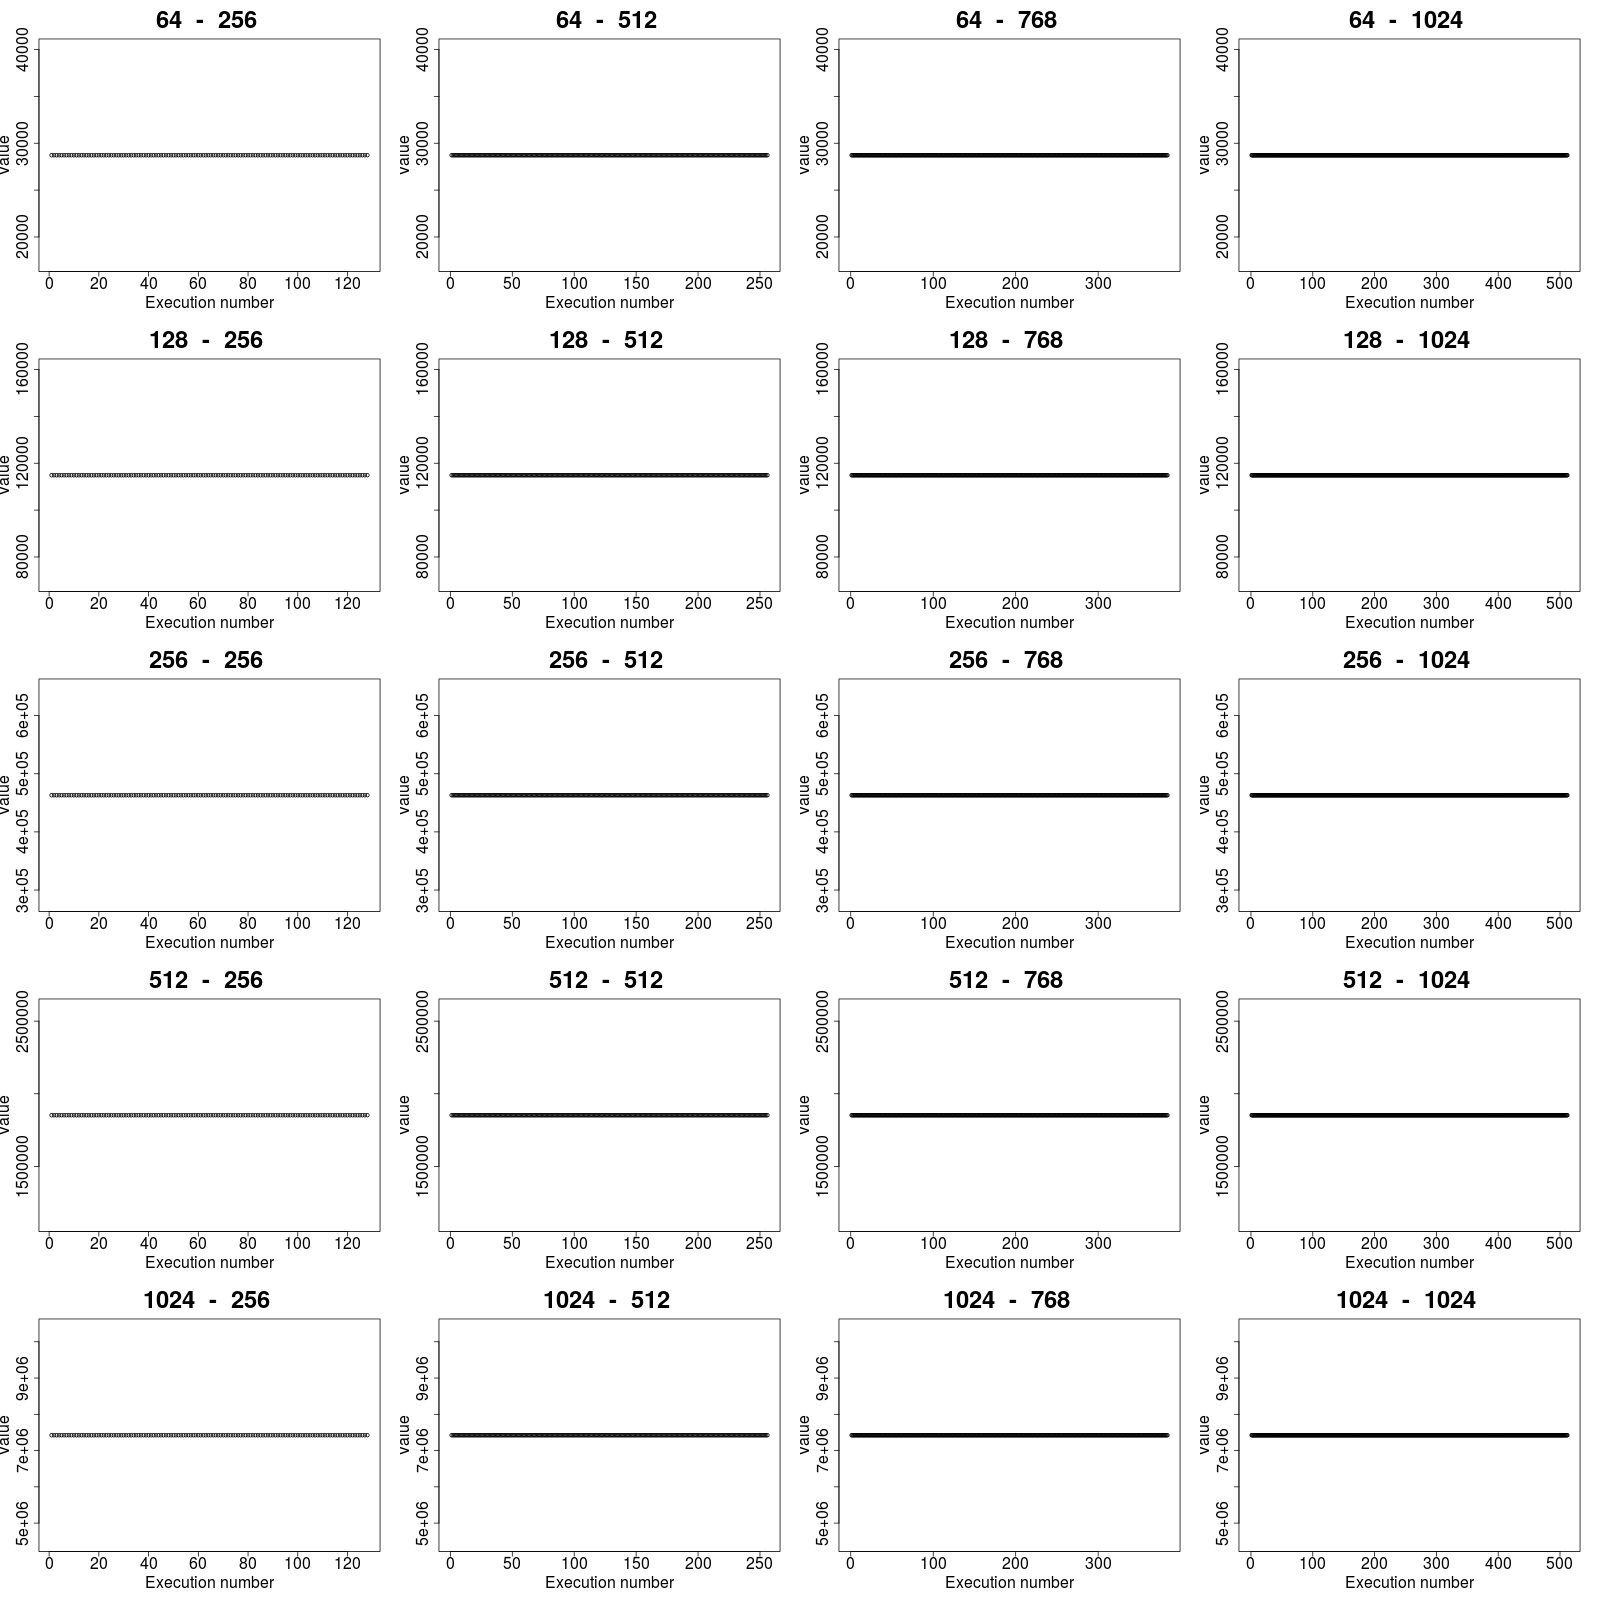 64 - 256
64 - 512
64 - 768
64 - 1024
value
20000 30000 40000
0 20 40 60 80 100 120
Execution number
value
20000 30000 40000
0 50 100 150 200 250
Execution number
value
20000 30000 40000
0 100 200 300
Execution number
value
20000 30000 40000
0 100 200 300 400 500
Execution number
128 - 256
128 - 512
128 - 768
128 - 1024
value
80000 120000 160000
0 20 40 60 80 100 120
Execution number
value
80000 120000 160000
0 50 100 150 200 250
Execution number
value
80000 120000 160000
0 100 200 300
Execution number
value
80000 120000 160000
0 100 200 300 400 500
Execution number
256 - 256
256 - 512
256 - 768
256 - 1024
value
3e+05 4e+05 5e+05 6e+05
0 20 40 60 80 100 120
Execution number
value
3e+05 4e+05 5e+05 6e+05
0 50 100 150 200 250
Execution number
value
3e+05 4e+05 5e+05 6e+05
0 100 200 300
Execution number
value
3e+05 4e+05 5e+05 6e+05
0 100 200 300 400 500
Execution number
512 - 256
512 - 512
512 - 768
512 - 1024
value
1500000 2500000
0 20 40 60 80 100 120
Execution number
value
1500000 2500000
0 50 100 150 200 250
Execution number
value
1500000 2500000
0 100 200 300
Execution number
value
1500000 2500000
0 100 200 300 400 500
Execution number
1024 - 256
1024 - 512
1024 - 768
1024 - 1024
value
5e+06 7e+06 9e+06
0 20 40 60 80 100 120
Execution number
value
5e+06 7e+06 9e+06
0 50 100 150 200 250
Execution number
value
5e+06 7e+06 9e+06
0 100 200 300
Execution number
value
5e+06 7e+06 9e+06
0 100 200 300 400 500
Execution number